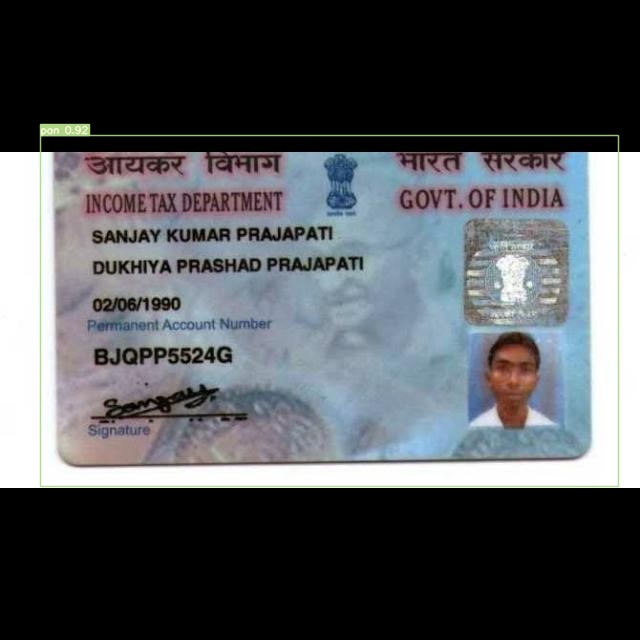 pan 0.92
आयकर विभाग
भारत सरकार
INCOME TAX DEPARTMENT
GOVT. OF INDIA
SANJAY KUMAR PRAJAPATI
DUKHIYA PRASHAD PRAJAPATI
02/06/1990
Permanent Account Number
BJQPP5524G
Sanjay
Signature